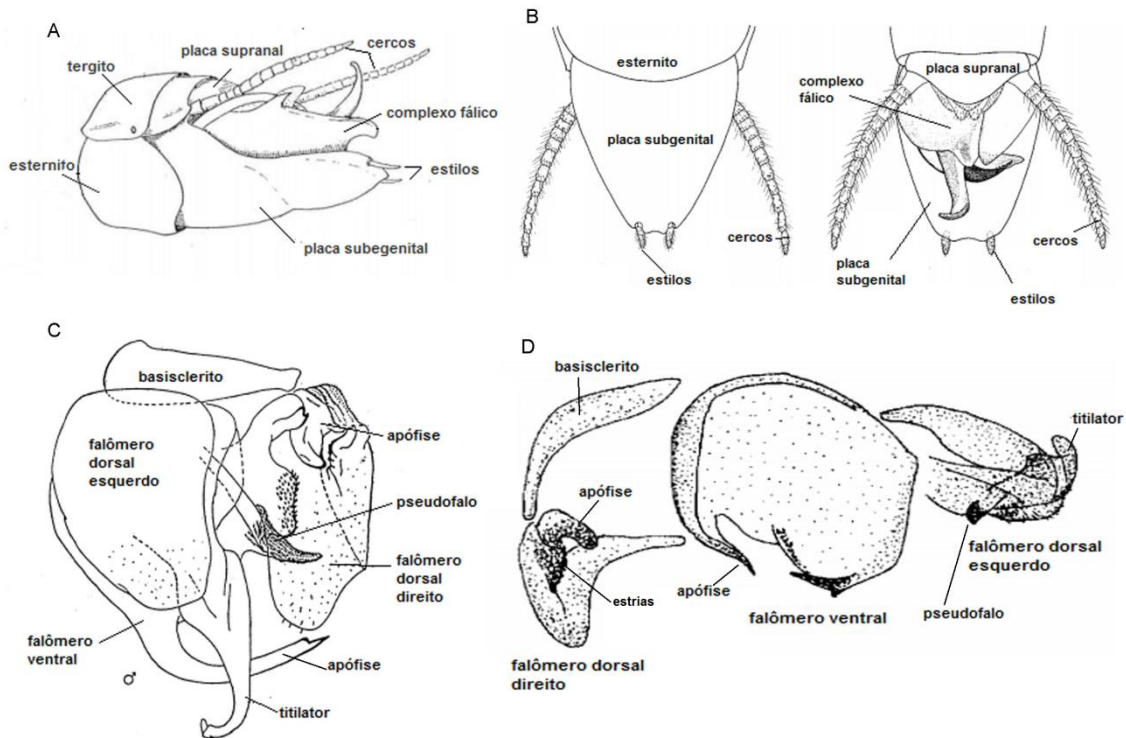 A
placa supranal
cercos
tergito
complexo fálico
esternito
estilos
placa subegenital
B
esternito
placa subgenital
cercos
estilos
placa supranal
complexo
fálico
cercos
placa
subgenital
estilos
C
basisclerito
falômero
dorsal
esquerdo
apófise
pseudofalo
falômero
dorsal
direito
falômero
ventral
apófise
♂
titilator
D
basisclerito
titilator
apófise
estrias
apófise
falômero dorsal
esquerdo
falômero ventral
pseudofalo
falômero dorsal
direito